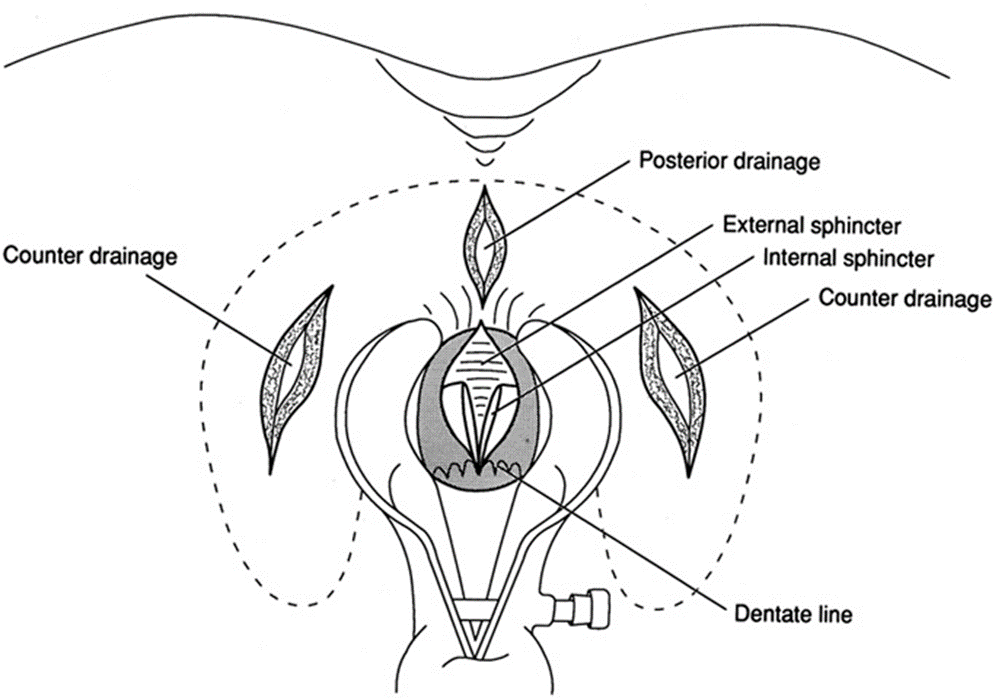 Posterior drainage
External sphincter
Counter drainage
Internal sphincter
Counter drainage
Dentate line